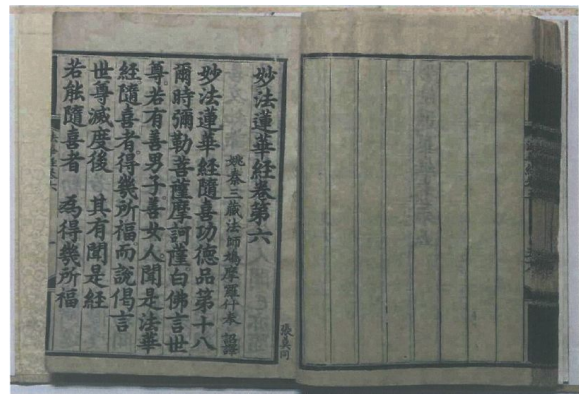 妙法蓮華經卷第六
姚秦三藏法師鳩摩羅什奉 詔譯
妙法蓮華經隨喜功德品第十八
爾時彌勒菩薩摩訶薩白佛言世
尊若有善男子善女人聞是法華
經隨喜者得幾所福而說偈言
世尊滅度後 其有聞是經
若能隨喜者 為得幾所福